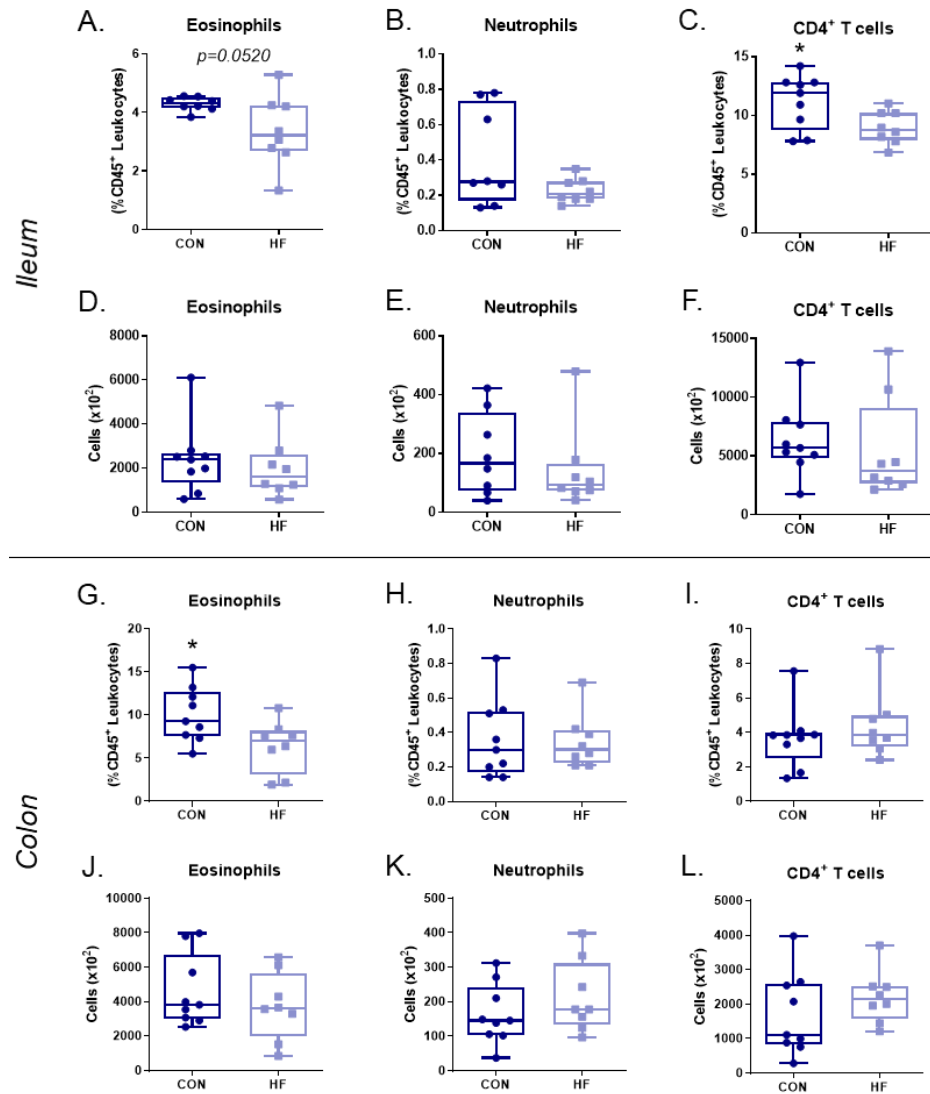 A.
Eosinophils
p=0.0520
(%CD45+ Leukocytes)
6
4
2
0
CON
HF
B.
Neutrophils
(%CD45+ Leukocytes)
1.0
0.8
0.6
0.4
0.2
0.0
CON
HF
C.
CD4+ T cells
*
(%CD45+ Leukocytes)
15
10
5
0
CON
HF
Ileum
D.
Eosinophils
Cells (x10²)
8000
6000
4000
2000
0
CON
HF
E.
Neutrophils
Cells (x10²)
600
400
200
0
CON
HF
F.
CD4+ T cells
Cells (x10²)
15000
10000
5000
0
CON
HF
G.
Eosinophils
*
(%CD45+ Leukocytes)
20
15
10
5
0
CON
HF
H.
Neutrophils
(%CD45+ Leukocytes)
1.0
0.8
0.6
0.4
0.2
0.0
CON
HF
I.
CD4+ T cells
(%CD45+ Leukocytes)
10
8
6
4
2
0
CON
HF
Colon
J.
Eosinophils
Cells (x10²)
10000
8000
6000
4000
2000
0
CON
HF
K.
Neutrophils
Cells (x10²)
500
400
300
200
100
0
CON
HF
L.
CD4+ T cells
Cells (x10²)
5000
4000
3000
2000
1000
0
CON
HF